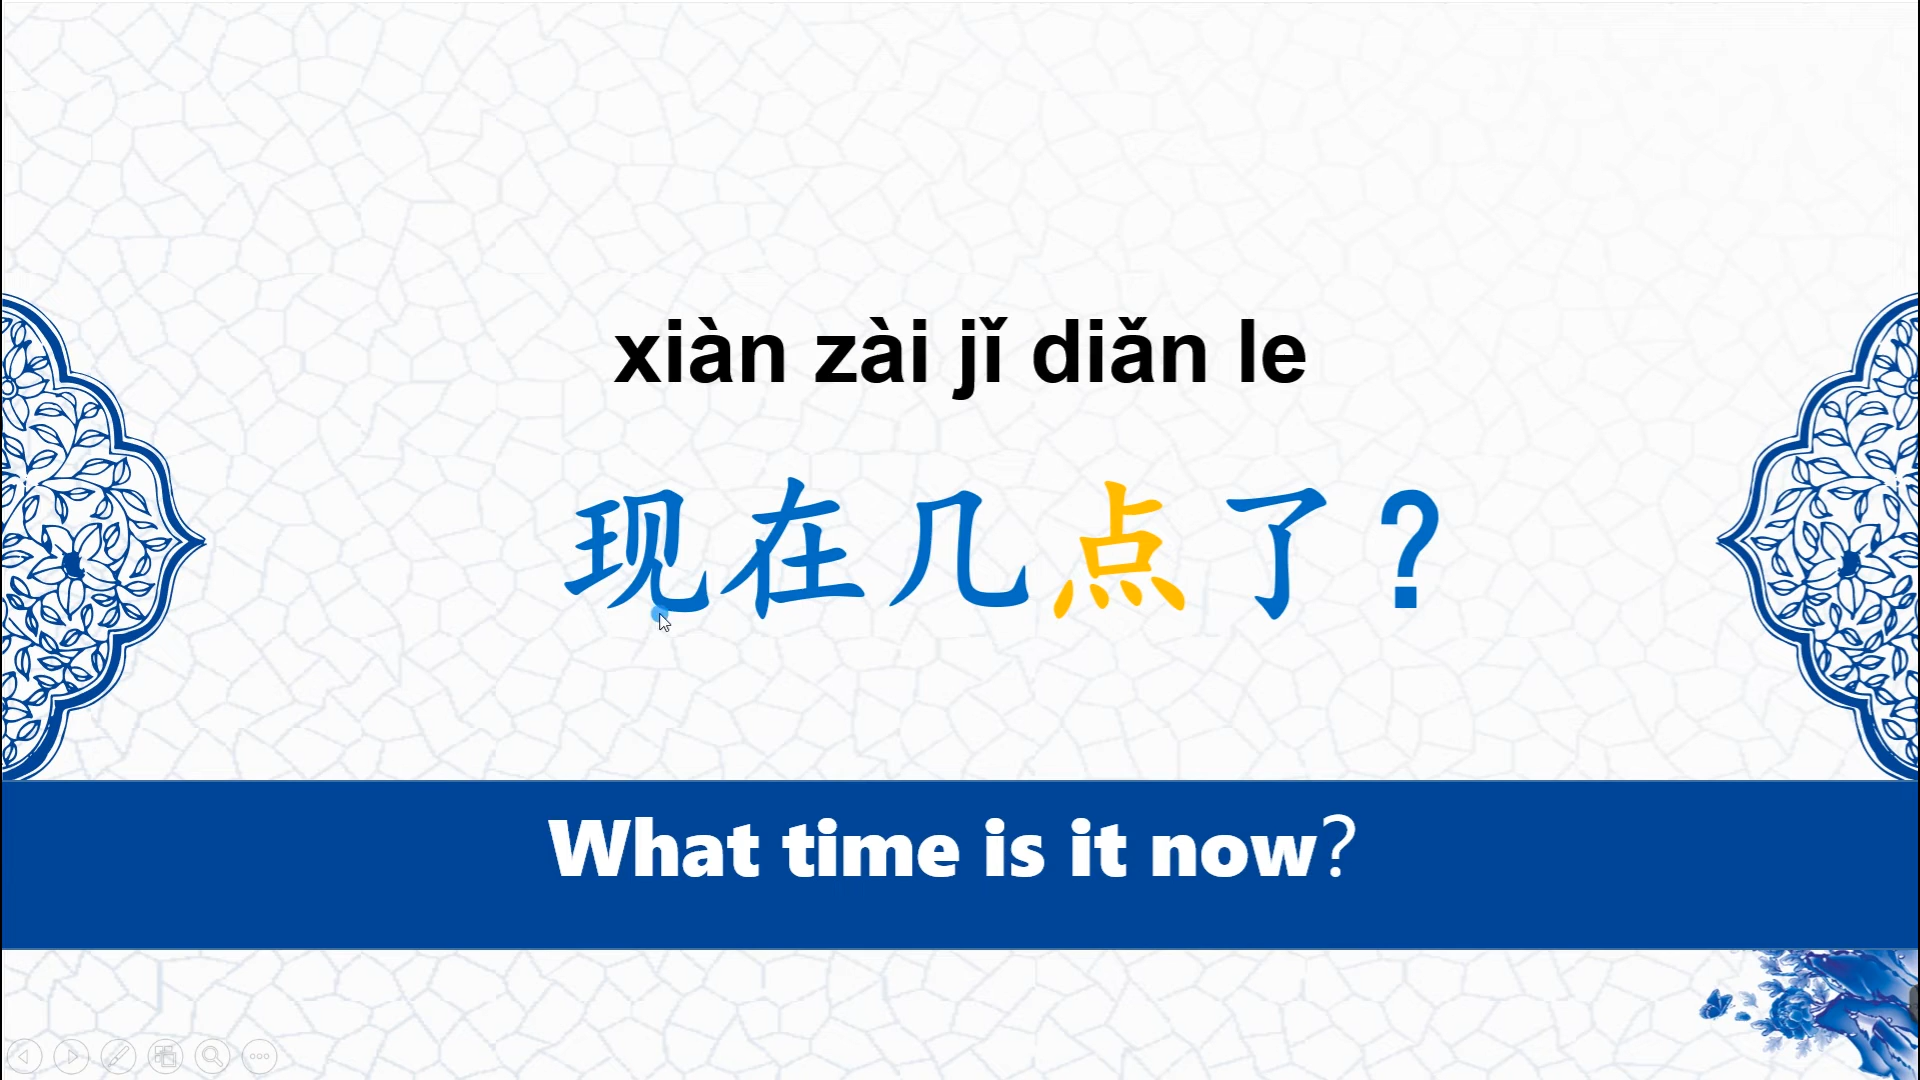 xiàn zài jǐ diǎn le
现在几点了？
What time is it now？